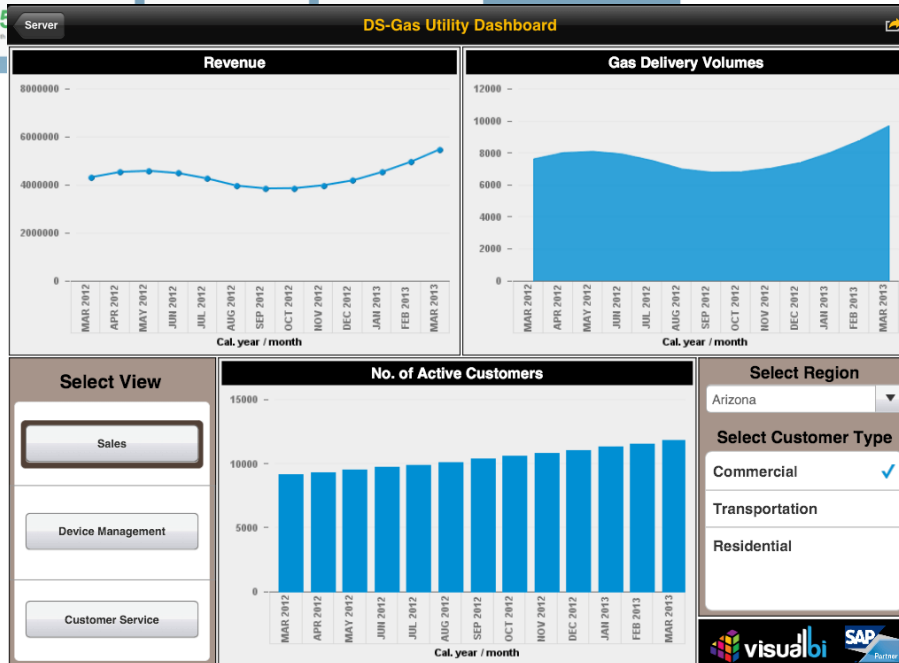 5
Server
DS-Gas Utility Dashboard
Revenue
8000000
6000000
4000000
2000000
0
MAR 2012
APR 2012
MAY 2012
JUN 2012
JUL 2012
AUG 2012
SEP 2012
OCT 2012
NOV 2012
DEC 2012
JAN 2013
FEB 2013
MAR 2013
Cal. year / month
Gas Delivery Volumes
12000
10000
8000
6000
4000
2000
0
MAR 2012
APR 2012
MAY 2012
JUN 2012
JUL 2012
AUG 2012
SEP 2012
OCT 2012
NOV 2012
DEC 2012
JAN 2013
FEB 2013
MAR 2013
Cal. year / month
Select View
Sales
Device Management
Customer Service
No. of Active Customers
15000
10000
5000
0
MAR 2012
APR 2012
MAY 2012
JUN 2012
JUL 2012
AUG 2012
SEP 2012
OCT 2012
NOV 2012
DEC 2012
JAN 2013
FEB 2013
MAR 2013
Cal. year / month
Select Region
Arizona
Select Customer Type
Commercial
Transportation
Residential
visualbi
SAP
Partner